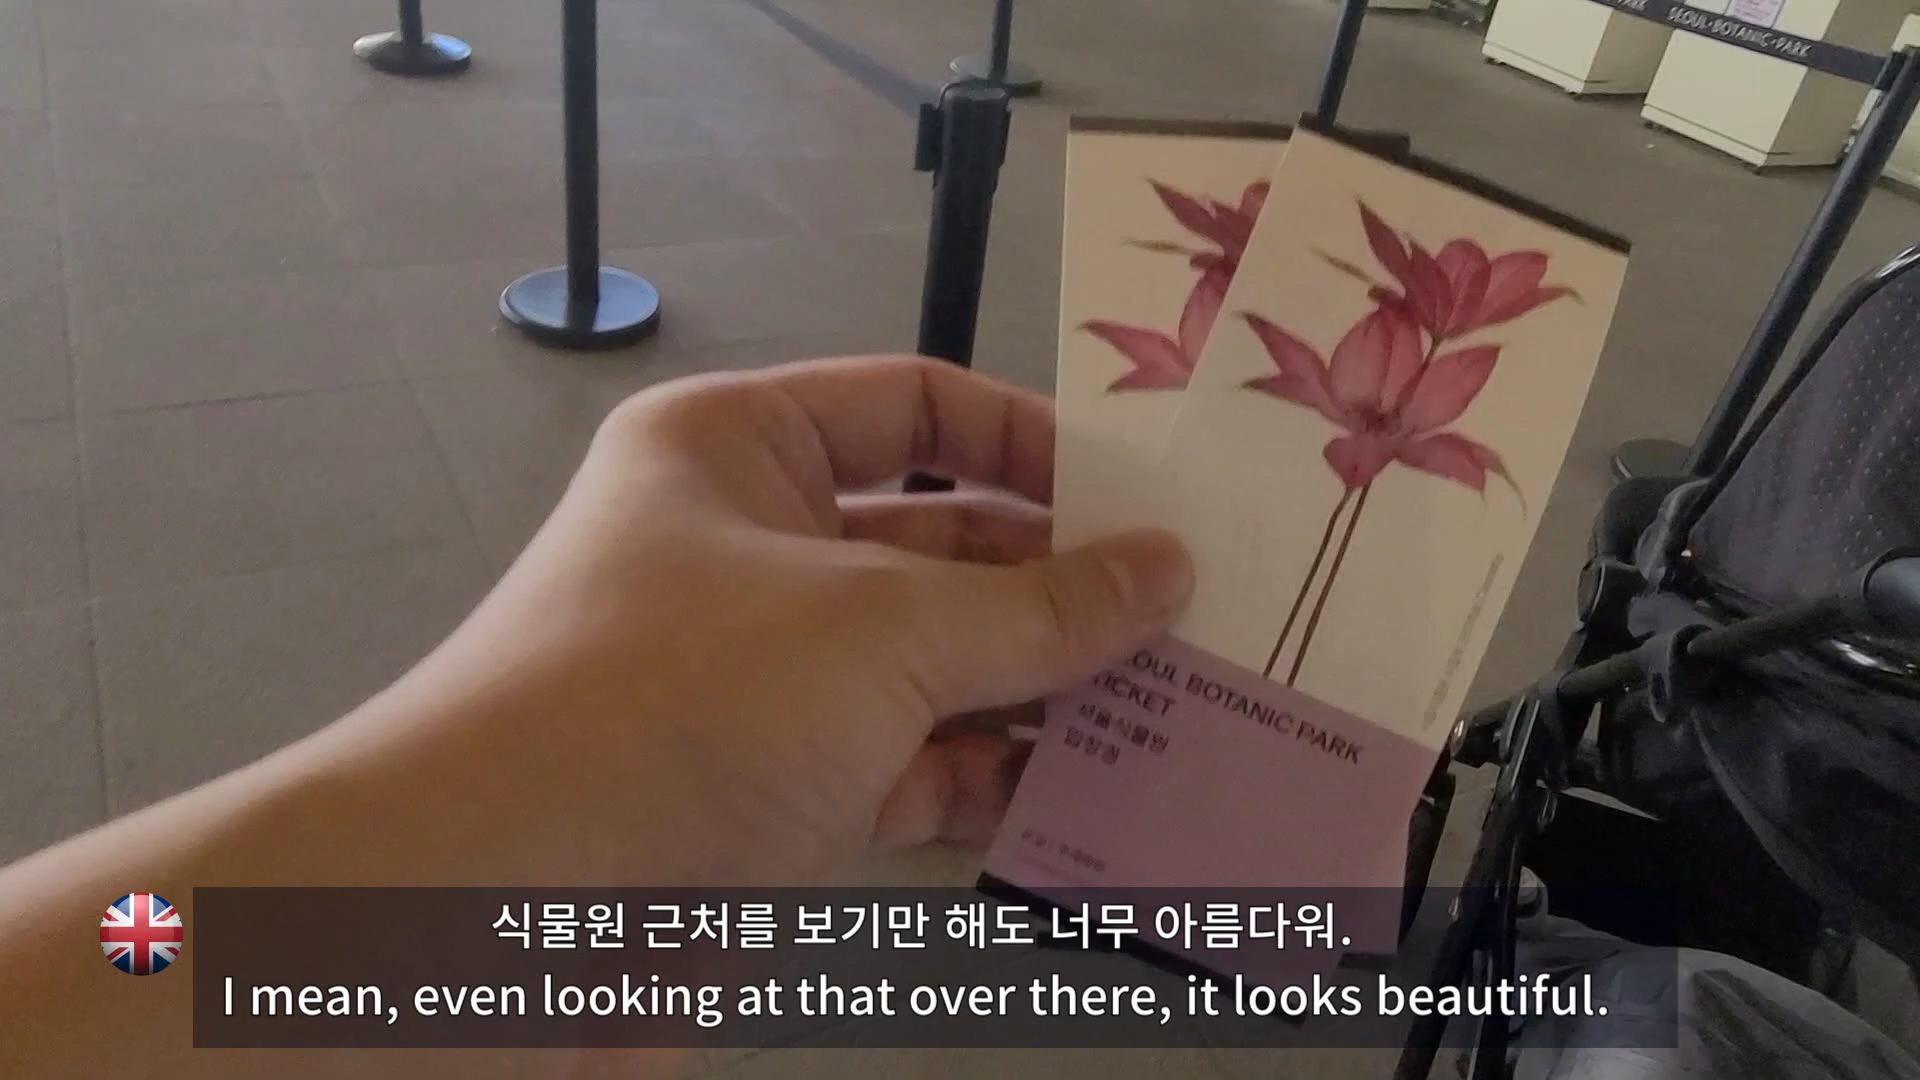 SEOUL·BOTANIC·PARK
SEOUL BOTANIC PARK
TICKET
서울식물원
입장권
식물원 근처를 보기만 해도 너무 아름다워.
I mean, even looking at that over there, it looks beautiful.